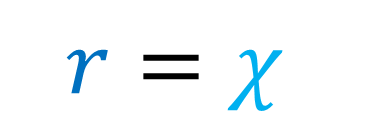 r = χ